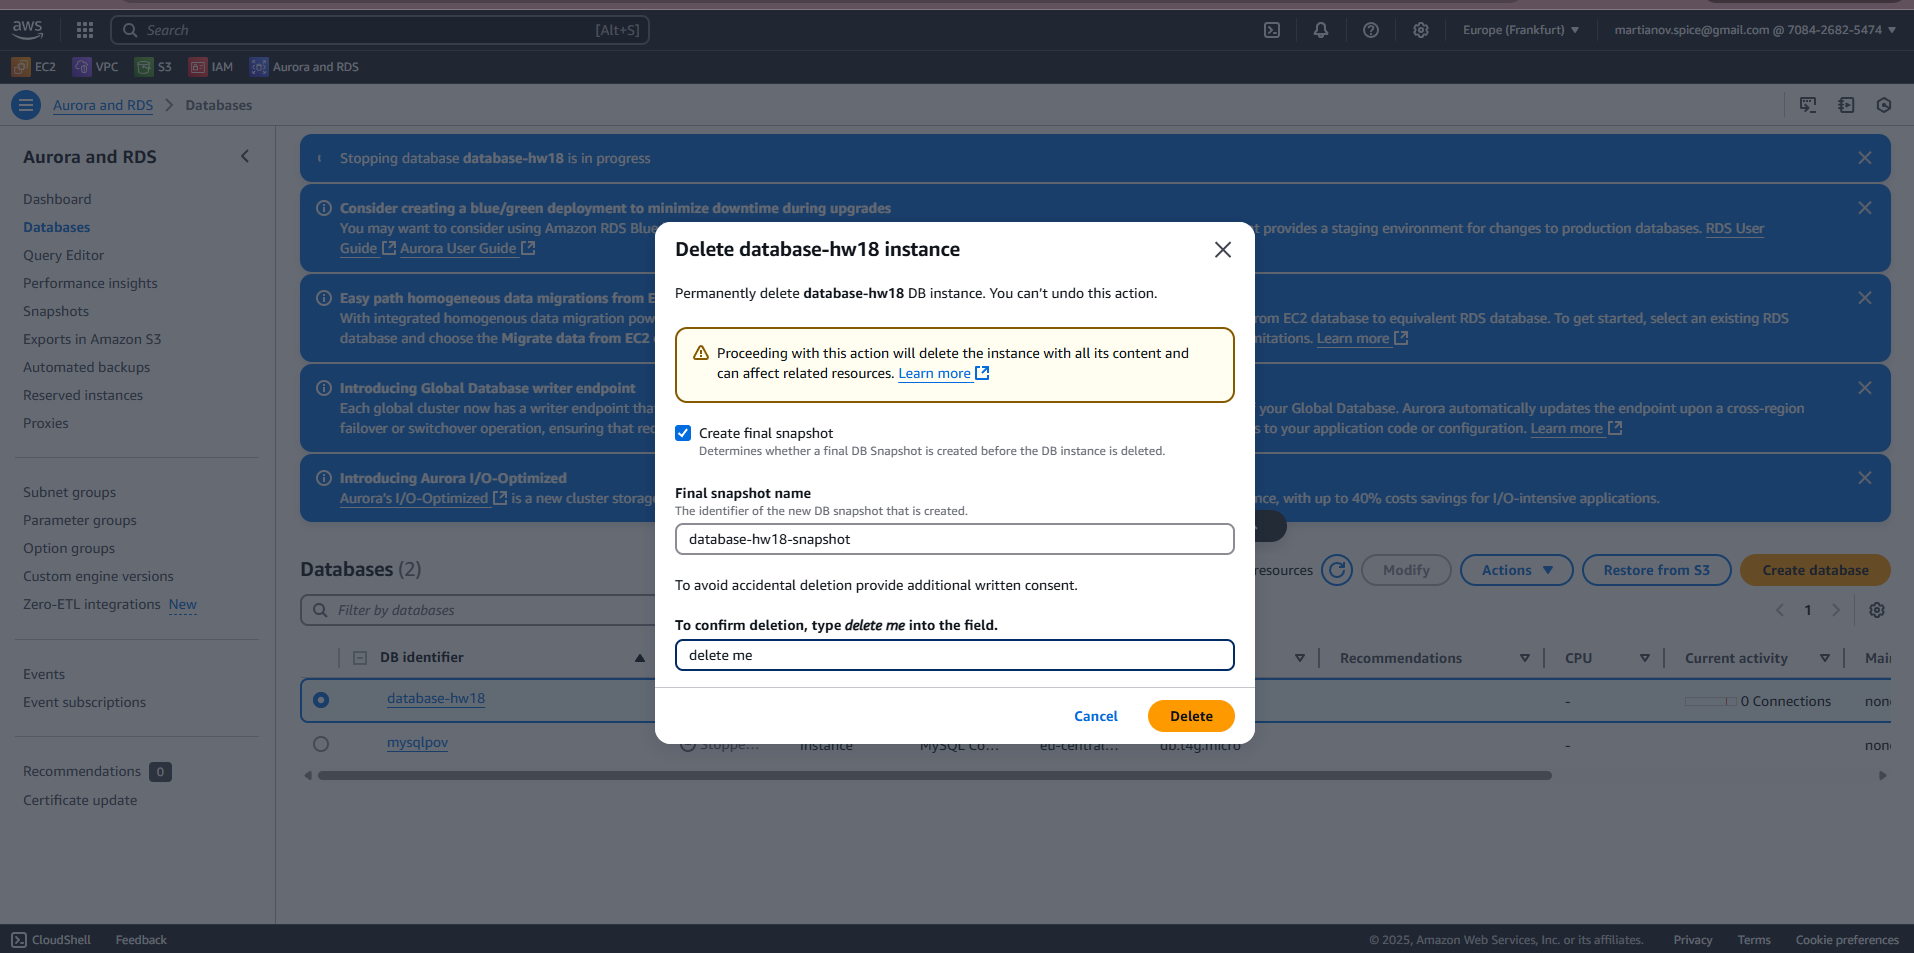 aws
Search
[Alt+S]
Europe (Frankfurt)
martianov.spice@gmail.com @ 7084-2682-5474
EC2
VPC
S3
IAM
Aurora and RDS
Aurora and RDS
Databases
Aurora and RDS
Dashboard
Databases
Query Editor
Performance insights
Snapshots
Exports in Amazon S3
Automated backups
Reserved instances
Proxies
Subnet groups
Parameter groups
Option groups
Custom engine versions
Zero-ETL integrations New
Events
Event subscriptions
Recommendations 0
Certificate update
Stopping database database-hw18 is in progress
Consider creating a blue/green deployment to minimize downtime during upgrades
You may want to consider using Amazon RDS Blue
t provides a staging environment for changes to production databases. RDS User
Guide Aurora User Guide
Easy path homogeneous data migrations from E
With integrated homogenous data migration pow
om EC2 database to equivalent RDS database. To get started, select an existing RDS
database and choose the Migrate data from EC2
nitations. Learn more
Introducing Global Database writer endpoint
Each global cluster now has a writer endpoint tha
your Global Database. Aurora automatically updates the endpoint upon a cross-region
failover or switchover operation, ensuring that rec
s to your application code or configuration. Learn more
Introducing Aurora I/O-Optimized
Aurora's I/O-Optimized is a new cluster storag
nce, with up to 40% costs savings for I/O-intensive applications.
Databases (2)
resources
Modify
Actions
Restore from S3
Create database
Filter by databases
1
DB identifier
Recommendations
CPU
Current activity
Mai
database-hw18
-
0 Connections
non
mysqlpov
Stoppe...
Instance
MySQL Co...
eu-central...
db.t4g.micro
-
non
Delete database-hw18 instance
Permanently delete database-hw18 DB instance. You can't undo this action.
Proceeding with this action will delete the instance with all its content and
can affect related resources. Learn more
Create final snapshot
Determines whether a final DB Snapshot is created before the DB instance is deleted.
Final snapshot name
The identifier of the new DB snapshot that is created.
database-hw18-snapshot
To avoid accidental deletion provide additional written consent.
To confirm deletion, type delete me into the field.
delete me
Cancel
Delete
CloudShell
Feedback
© 2025, Amazon Web Services, Inc. or its affiliates.
Privacy
Terms
Cookie preferences